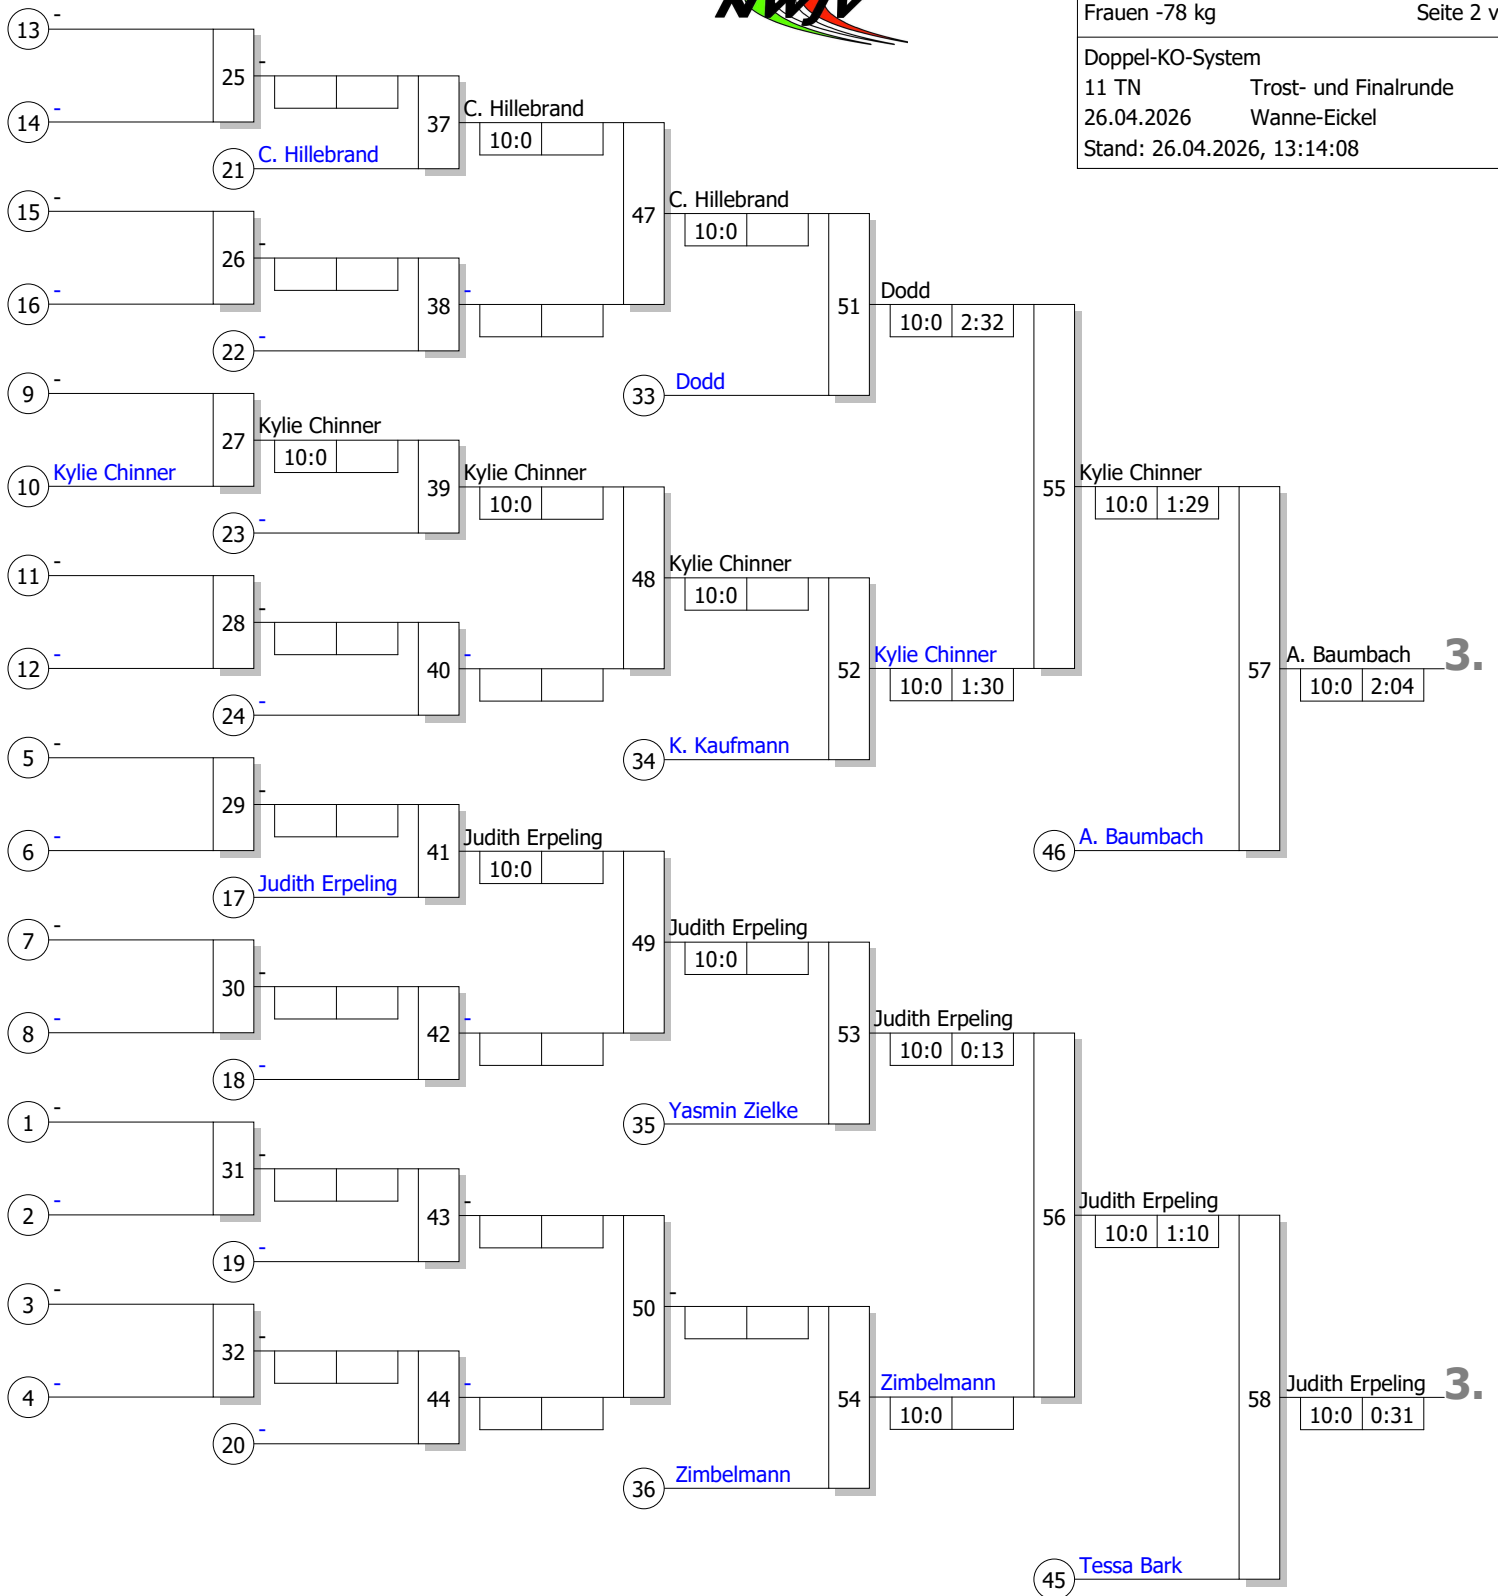 NWJV
Frauen -78 kg Seite 2 v
Doppel-KO-System
11 TN Trost- und Finalrunde
26.04.2026 Wanne-Eickel
Stand: 26.04.2026, 13:14:08
13 -
25 -
14 -
37 C. Hillebrand
10:0
21 C. Hillebrand
15 -
47 C. Hillebrand
10:0
26 -
16 -
38 -
22 -
51 Dodd
10:0 2:32
9 -
33 Dodd
27 Kylie Chinner
10:0
10 Kylie Chinner
39 Kylie Chinner
10:0
23 -
55 Kylie Chinner
10:0 1:29
11 -
48 Kylie Chinner
10:0
28 -
12 -
40 -
24 -
52 Kylie Chinner
10:0 1:30
57 A. Baumbach 3.
10:0 2:04
5 -
34 K. Kaufmann
29 -
6 -
41 Judith Erpeling
10:0
46 A. Baumbach
17 Judith Erpeling
7 -
49 Judith Erpeling
10:0
30 -
8 -
42 -
18 -
53 Judith Erpeling
10:0 0:13
1 -
35 Yasmin Zielke
31 -
2 -
43 -
19 -
56 Judith Erpeling
10:0 1:10
3 -
50 -
32 -
4 -
44 -
20 -
54 Zimbelmann
10:0
58 Judith Erpeling 3.
10:0 0:31
36 Zimbelmann
45 Tessa Bark